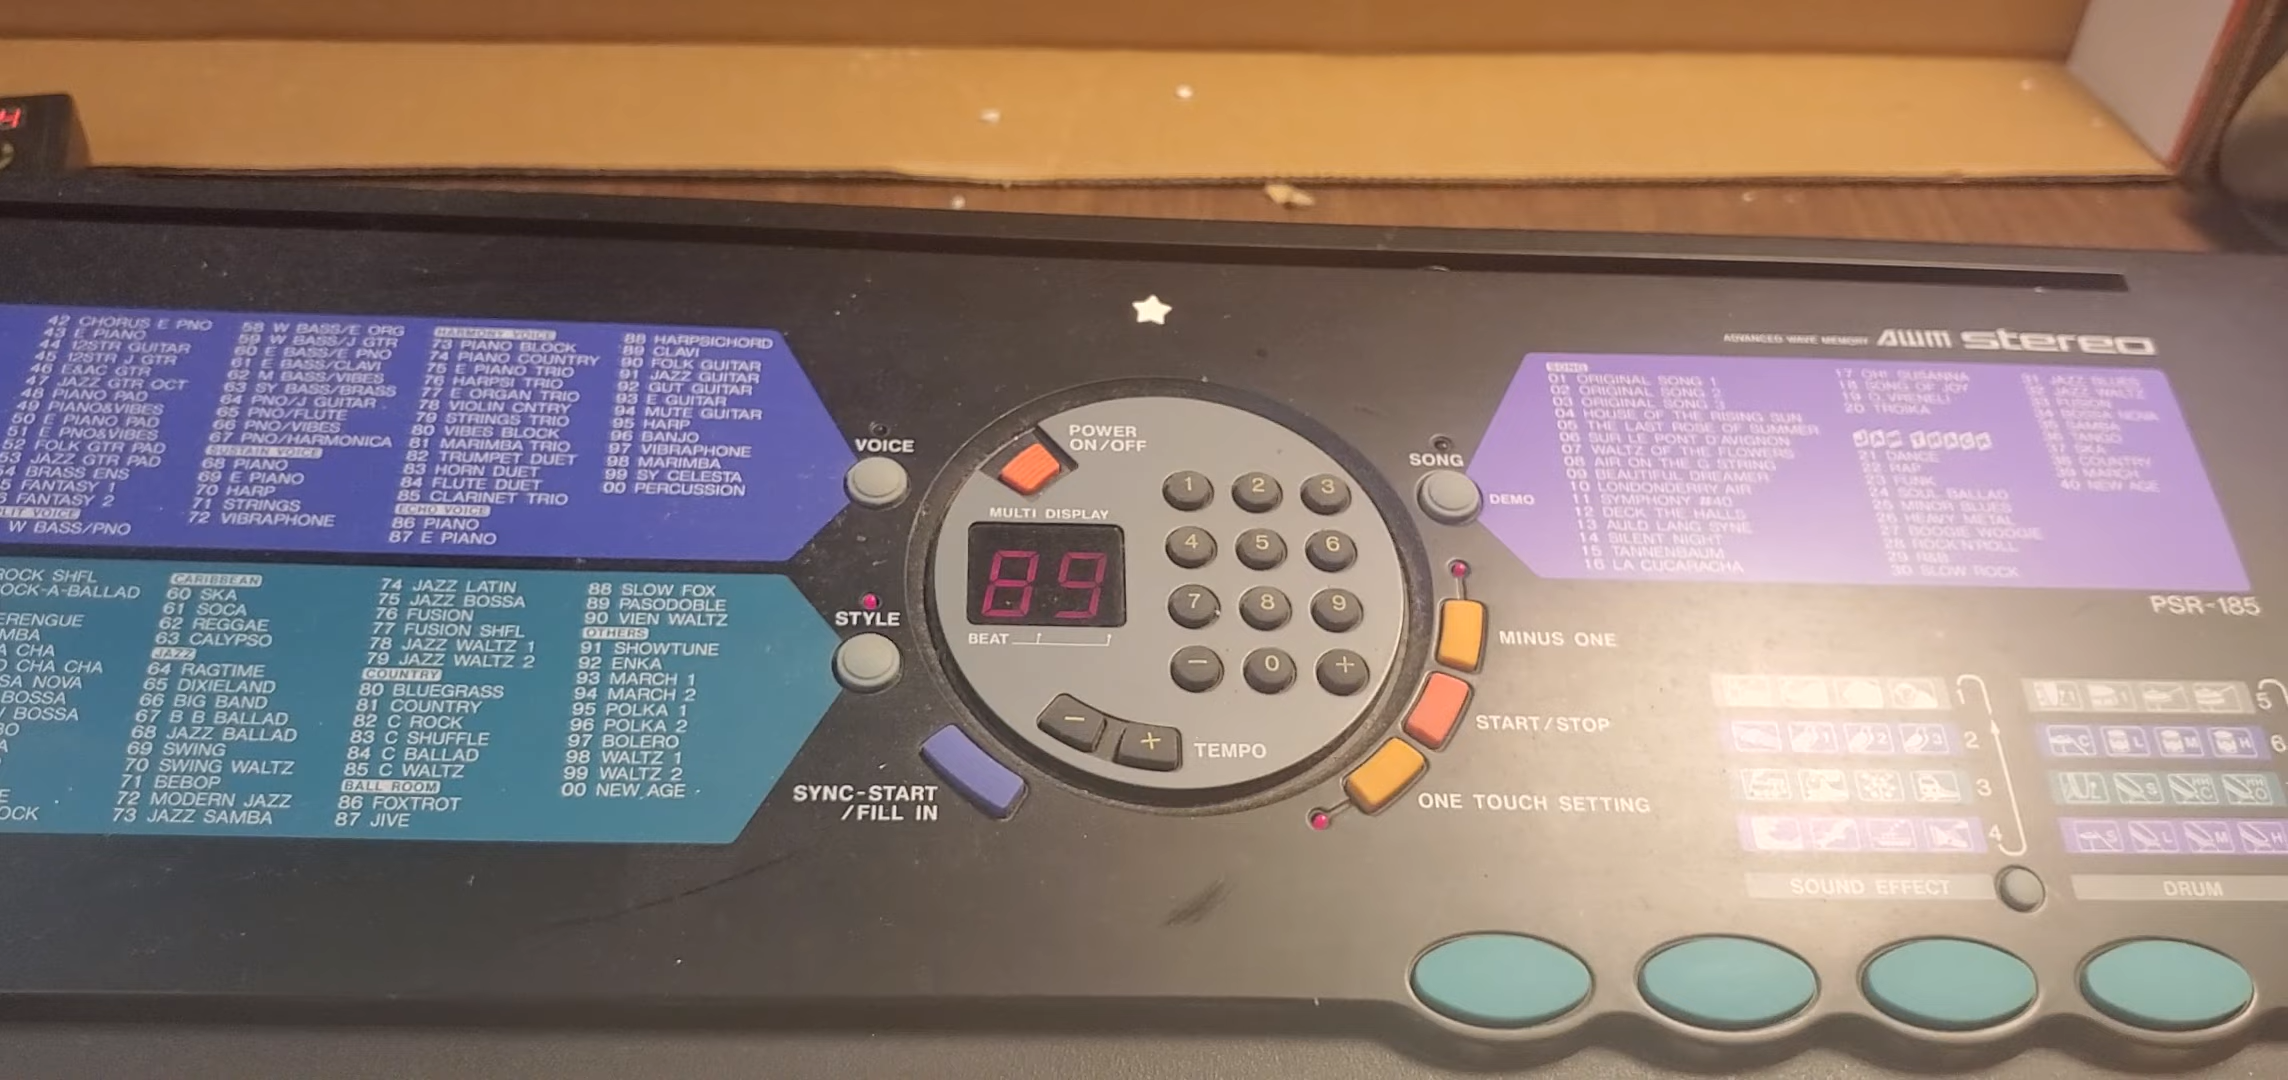 42 CHORUS E PNO
43 E PIANO
44 12STR GUITAR
45 12STR J GTR
46 E&AC GTR
47 JAZZ GTR OCT
48 PIANO PAD
49 PIANO&VIBES
50 E PIANO PAD
51 E PNO&VIBES
52 FOLK GTR PAD
53 JAZZ GTR PAD
54 BRASS ENS
5 FANTASY 1
FANTASY 2
PLIT VOICE
W BASS/PNO
58 W BASS/E ORG
59 W BASS/J GTR
60 E BASS/E PNO
61 E BASS/CLAVI
62 M BASS/VIBES
63 SY BASS/BRASS
64 PNO/J GUITAR
65 PNO/FLUTE
66 PNO/VIBES
67 PNO/HARMONICA
SUSTAIN VOICE
68 PIANO
69 E PIANO
70 HARP
71 STRINGS
72 VIBRAPHONE
HARMONY VOICE
73 PIANO BLOCK
74 PIANO COUNTRY
75 E PIANO TRIO
76 HARPSI TRIO
77 E ORGAN TRIO
78 VIOLIN CNTRY
79 STRINGS TRIO
80 VIBES BLOCK
81 MARIMBA TRIO
82 TRUMPET DUET
83 HORN DUET
84 FLUTE DUET
85 CLARINET TRIO
ECHO VOICE
86 PIANO
87 E PIANO
88 HARPSICHORD
89 CLAVI
90 FOLK GUITAR
91 JAZZ GUITAR
92 GUT GUITAR
93 E GUITAR
94 MUTE GUITAR
95 HARP
96 BANJO
97 VIBRAPHONE
98 MARIMBA
99 SY CELESTA
00 PERCUSSION
VOICE
ROCK SHFL
OCK-A-BALLAD
ERENGUE
MBA
A CHA
CHA CHA
SA NOVA
BOSSA
BOSSA
BO
OCK
CARIBBEAN
60 SKA
61 SOCA
62 REGGAE
63 CALYPSO
JAZZ
64 RAGTIME
65 DIXIELAND
66 BIG BAND
67 B B BALLAD
68 JAZZ BALLAD
69 SWING
70 SWING WALTZ
71 BEBOP
72 MODERN JAZZ
73 JAZZ SAMBA
74 JAZZ LATIN
75 JAZZ BOSSA
76 FUSION
77 FUSION SHFL
78 JAZZ WALTZ 1
79 JAZZ WALTZ 2
COUNTRY
80 BLUEGRASS
81 COUNTRY
82 C ROCK
83 C SHUFFLE
84 C BALLAD
85 C WALTZ
BALL ROOM
86 FOXTROT
87 JIVE
88 SLOW FOX
89 PASODOBLE
90 VIEN WALTZ
OTHERS
91 SHOWTUNE
92 ENKA
93 MARCH 1
94 MARCH 2
95 POLKA 1
96 POLKA 2
97 BOLERO
98 WALTZ 1
99 WALTZ 2
00 NEW AGE
STYLE
SYNC-START
/FILL IN
POWER
ON/OFF
MULTI DISPLAY
89
BEAT
1 2 3
4 5 6
7 8 9
− 0 +
− + TEMPO
SONG
DEMO
MINUS ONE
START/STOP
ONE TOUCH SETTING
ADVANCED WAVE MEMORY AWM stereo
SONG
01 ORIGINAL SONG 1
02 ORIGINAL SONG 2
03 ORIGINAL SONG 3
04 HOUSE OF THE RISING SUN
05 THE LAST ROSE OF SUMMER
06 SUR LE PONT D'AVIGNON
07 WALTZ OF THE FLOWERS
08 AIR ON THE G STRING
09 BEAUTIFUL DREAMER
10 LONDONDERRY AIR
11 SYMPHONY #40
12 DECK THE HALLS
13 AULD LANG SYNE
14 SILENT NIGHT
15 TANNENBAUM
16 LA CUCARACHA
17 OH! SUSANNA
18 SONG OF JOY
19 O.VRENELI
20 TROIKA
JAM TRACK
21 DANCE
22 RAP
23 FUNK
24 SOUL BALLAD
25 MINOR BLUES
26 HEAVY METAL
27 BOOGIE WOOGIE
28 ROCK'N'ROLL
29 R&B
30 SLOW ROCK
31 JAZZ BLUES
32 JAZZ WALTZ
33 FUSION
34 BOSSA NOVA
35 SAMBA
36 TANGO
37 SKA
38 COUNTRY
39 MARCH
40 NEW AGE
PSR-185
1
2
3
4
5
6
SOUND EFFECT
DRUM